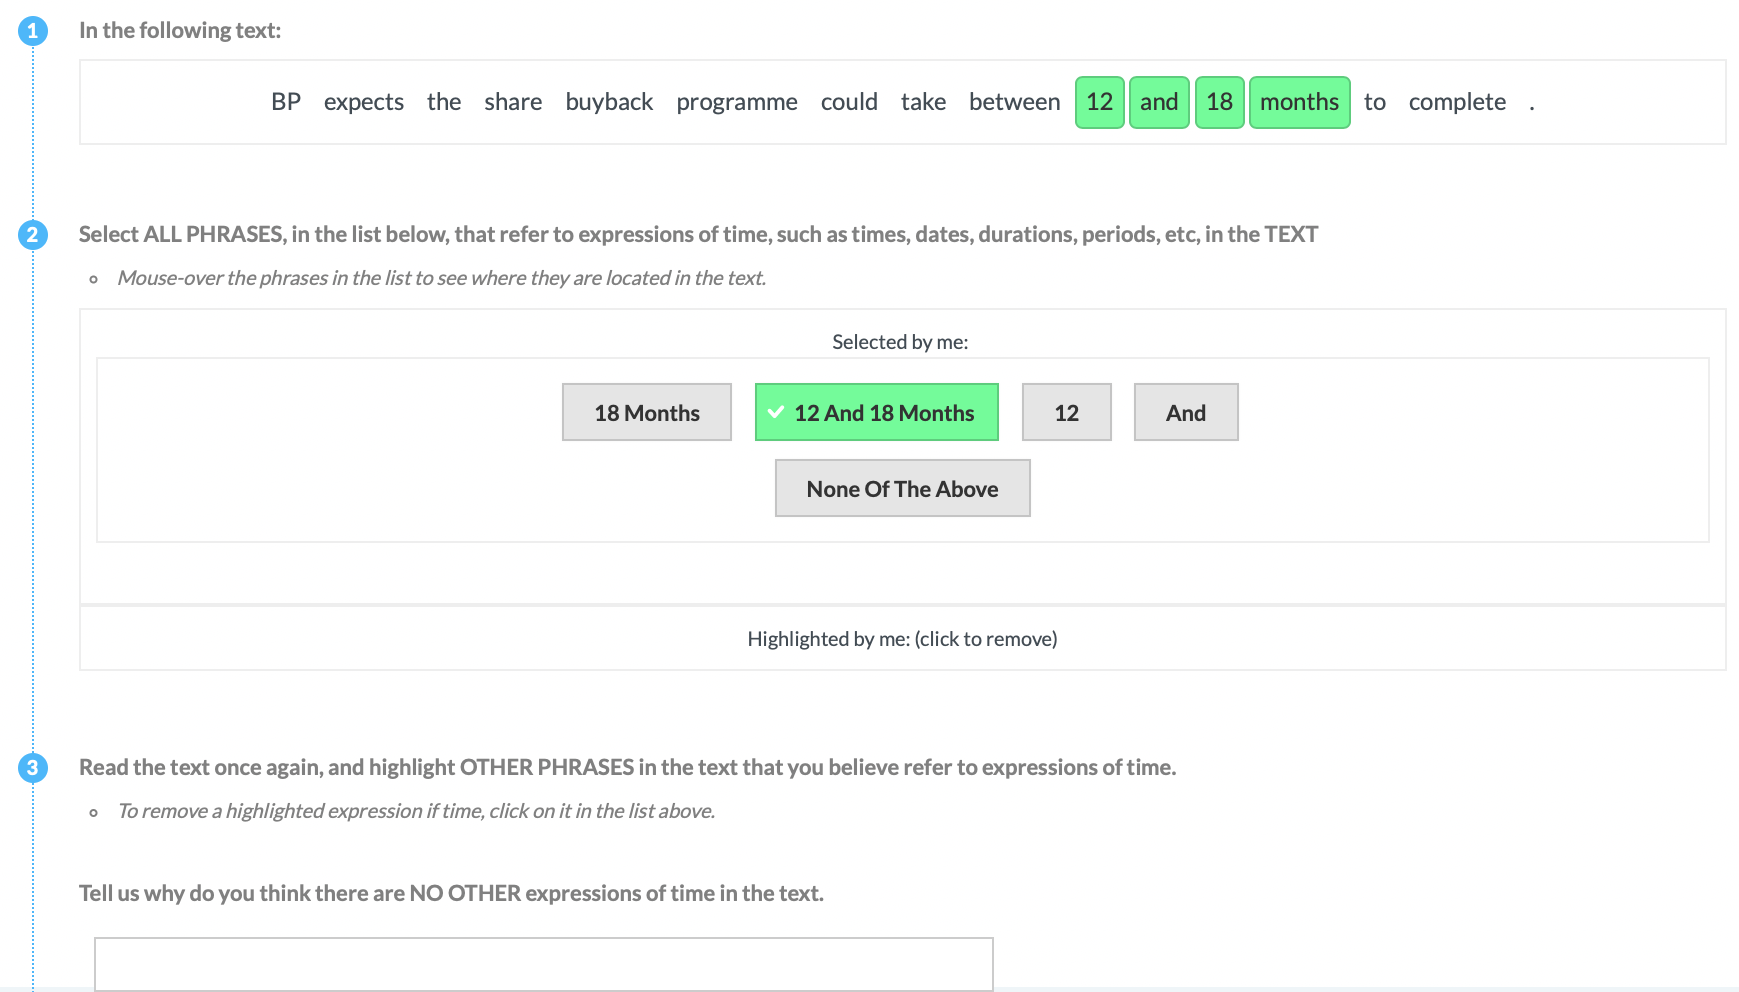 1 In the following text:
BP expects the share buyback programme could take between 12 and 18 months to complete .
2 Select ALL PHRASES, in the list below, that refer to expressions of time, such as times, dates, durations, periods, etc, in the TEXT
Mouse-over the phrases in the list to see where they are located in the text.
Selected by me:
18 Months 12 And 18 Months 12 And
None Of The Above
Highlighted by me: (click to remove)
3 Read the text once again, and highlight OTHER PHRASES in the text that you believe refer to expressions of time.
To remove a highlighted expression if time, click on it in the list above.
Tell us why do you think there are NO OTHER expressions of time in the text.